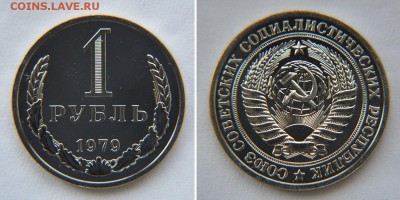 COINS.LAVE.RU
1
РУБЛЬ
1979
СОЮЗ СОВЕТСКИХ СОЦИАЛИСТИЧЕСКИХ РЕСПУБЛИК